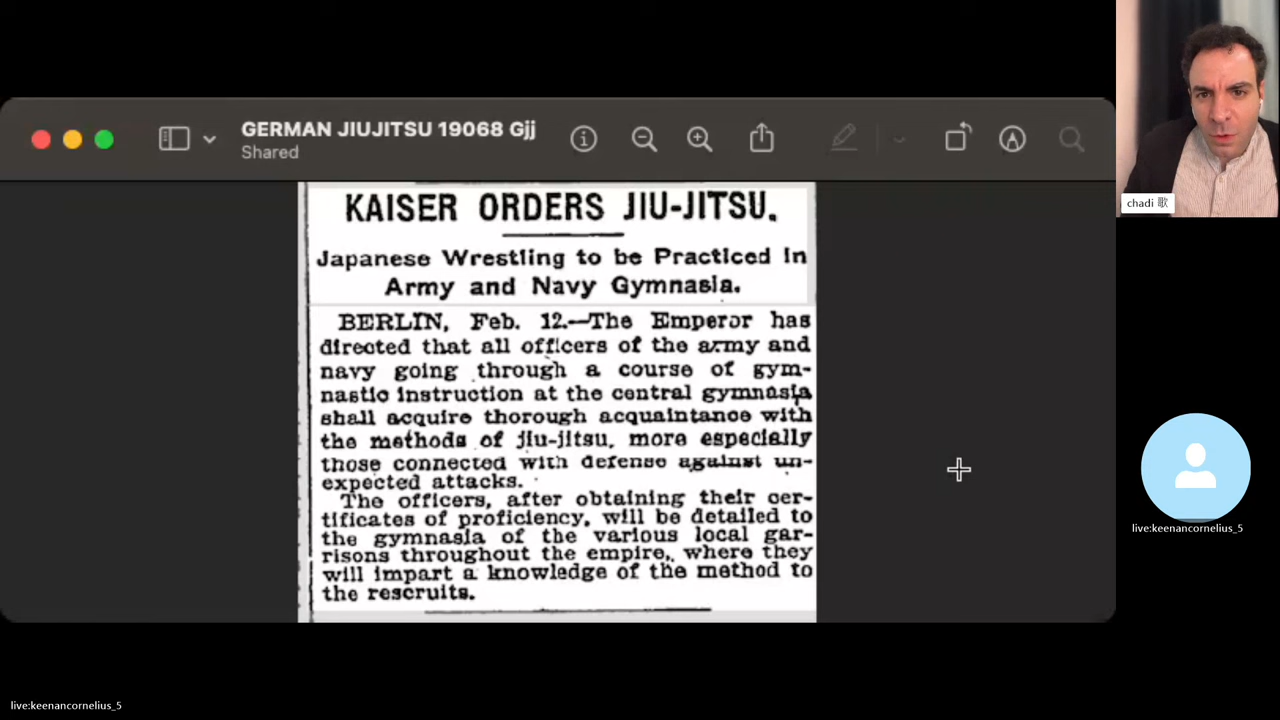 GERMAN JIUJITSU 19068 Gjj
Shared
KAISER ORDERS JIU-JITSU.
Japanese Wrestling to be Practiced in
Army and Navy Gymnasia.
BERLIN, Feb. 12.—The Emperor has
directed that all officers of the army and
navy going through a course of gym-
nastic instruction at the central gymnasia
shall acquire thorough acquaintance with
the methods of jiu-jitsu, more especially
those connected with defense against un-
expected attacks.
The officers, after obtaining their cer-
tificates of proficiency, will be detailed to
the gymnasia of the various local gar-
risons throughout the empire, where they
will impart a knowledge of the method to
the rescruits.
chadi 歌
live:keenancornelius_5
live:keenancornelius_5